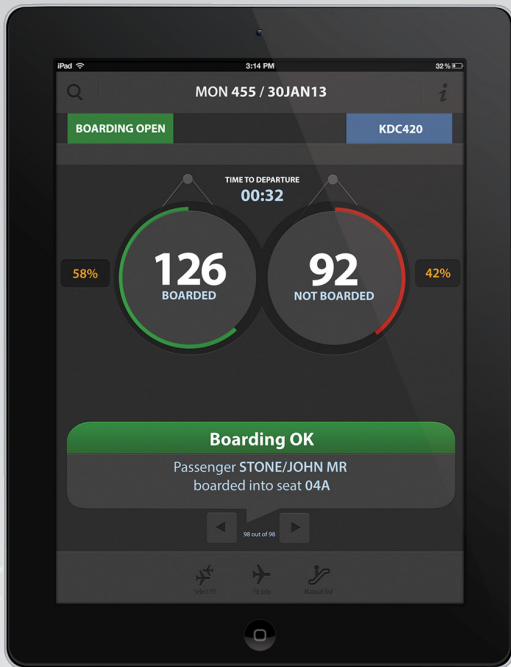 iPad 3:14 PM 32%
MON 455 / 30JAN13
i
BOARDING OPEN KDC420
TIME TO DEPARTURE
00:32
58% 126 92 42%
BOARDED NOT BOARDED
Boarding OK
Passenger STONE/JOHN MR
boarded into seat 04A
98 out of 98